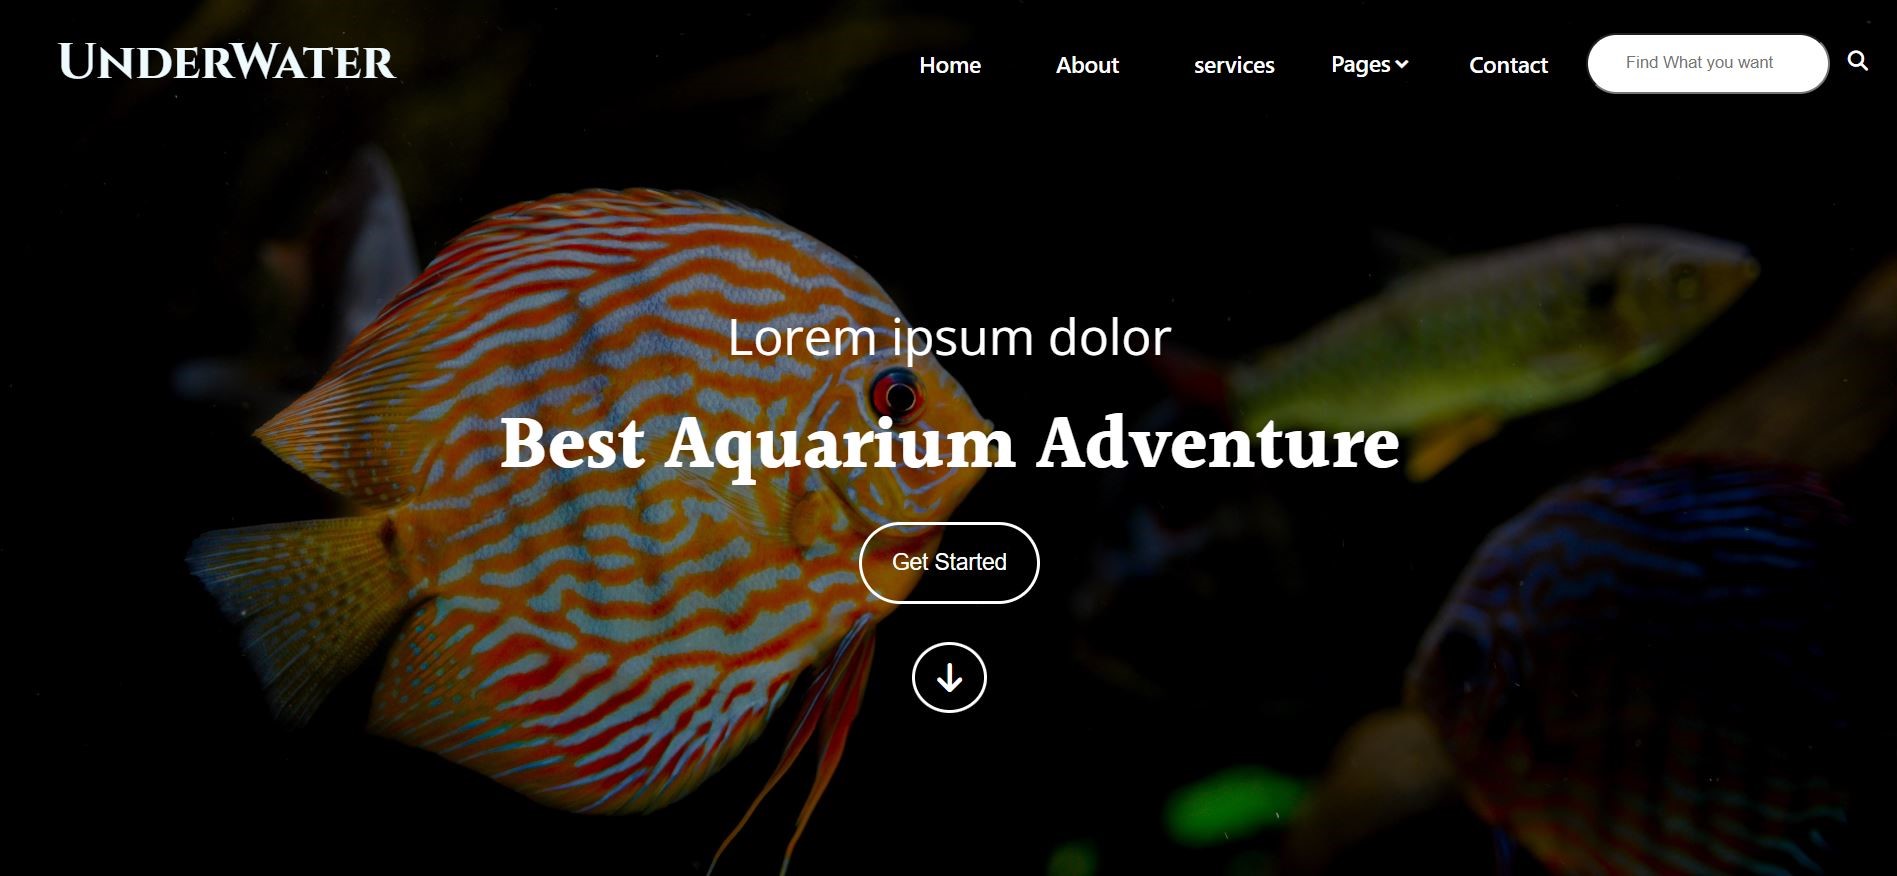 UNDERWATER
Home About services Pages Contact Find What you want
Lorem ipsum dolor
Best Aquarium Adventure
Get Started